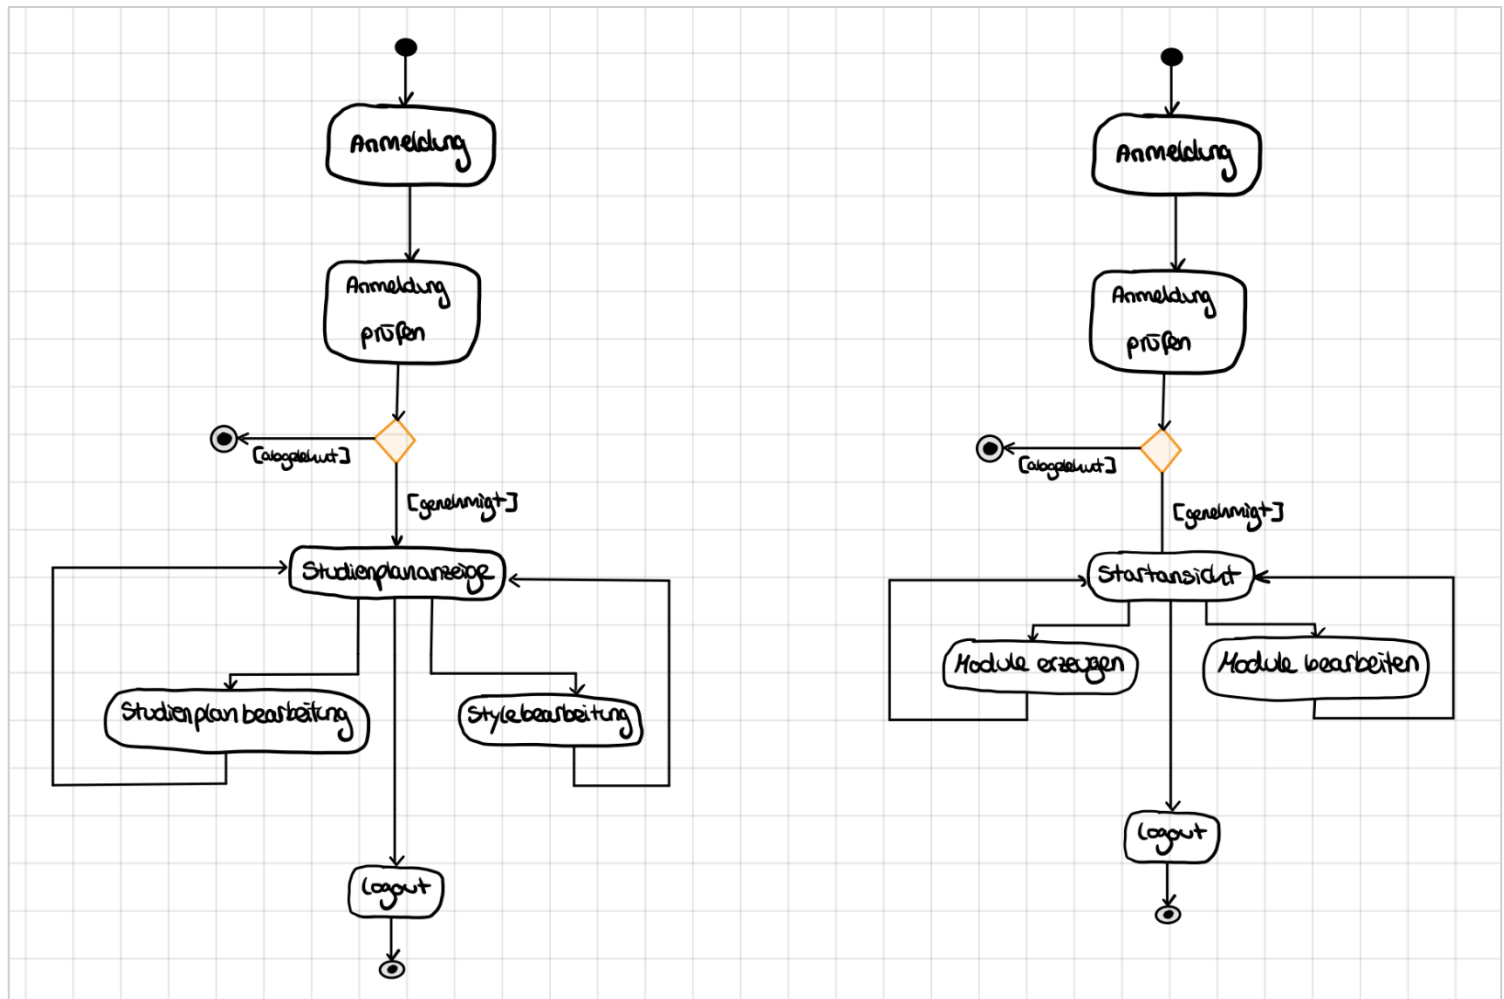 Anmeldung
Anmeldung
prüfen
[abgelehnt]
[genehmigt]
Studienplananzeige
Studienplanbearbeitung
Stylebearbeitung
Logout
Anmeldung
Anmeldung
prüfen
[abgelehnt]
[genehmigt]
Startansicht
Module erzeugen
Module bearbeiten
Logout